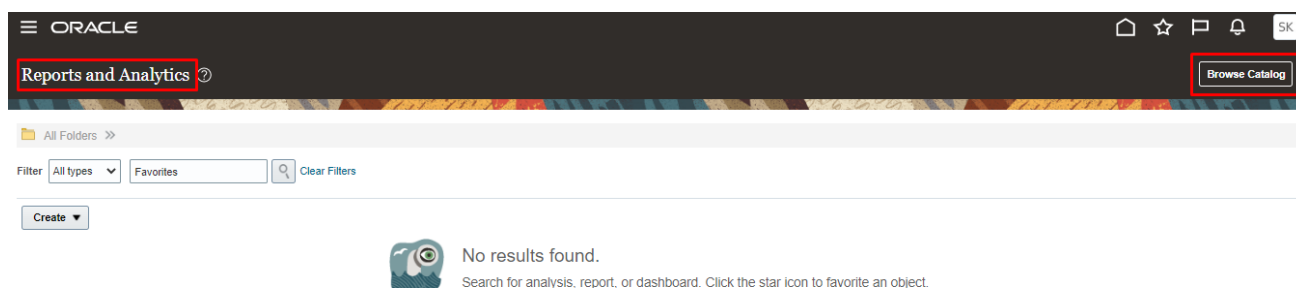 ORACLE
SK
Reports and Analytics ?
Browse Catalog
All Folders »
Filter All types Favorites Clear Filters
Create ▼
No results found.
Search for analysis, report, or dashboard. Click the star icon to favorite an object.